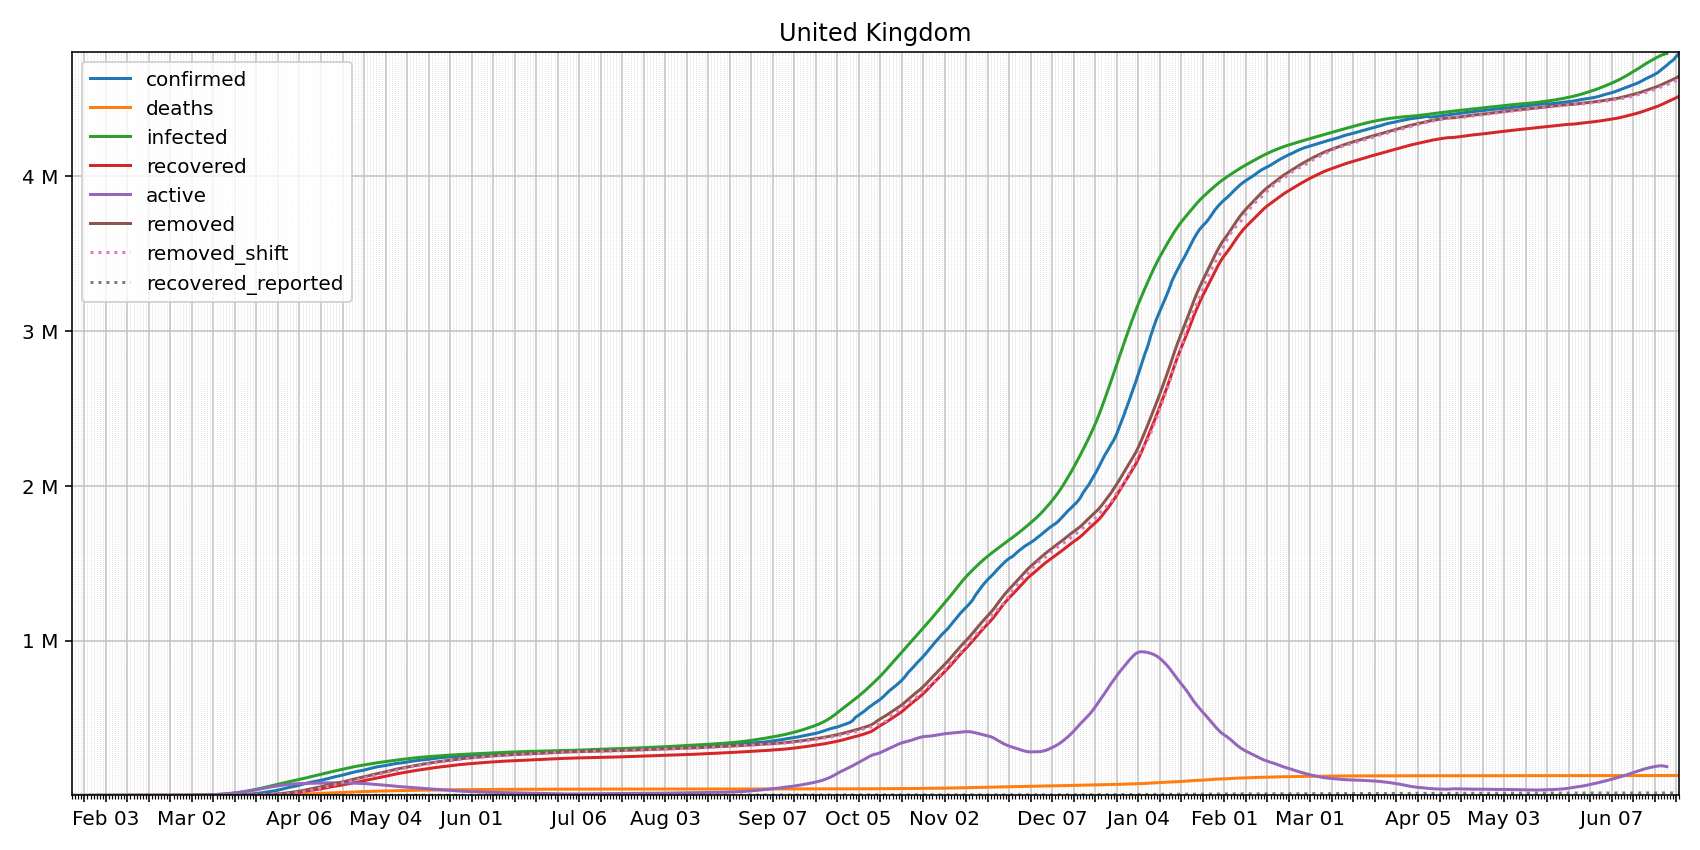 United Kingdom
confirmed
deaths
infected
recovered
active
removed
removed_shift
recovered_reported
4 M
3 M
2 M
1 M
Feb 03 Mar 02 Apr 06 May 04 Jun 01 Jul 06 Aug 03 Sep 07 Oct 05 Nov 02 Dec 07 Jan 04 Feb 01 Mar 01 Apr 05 May 03 Jun 07